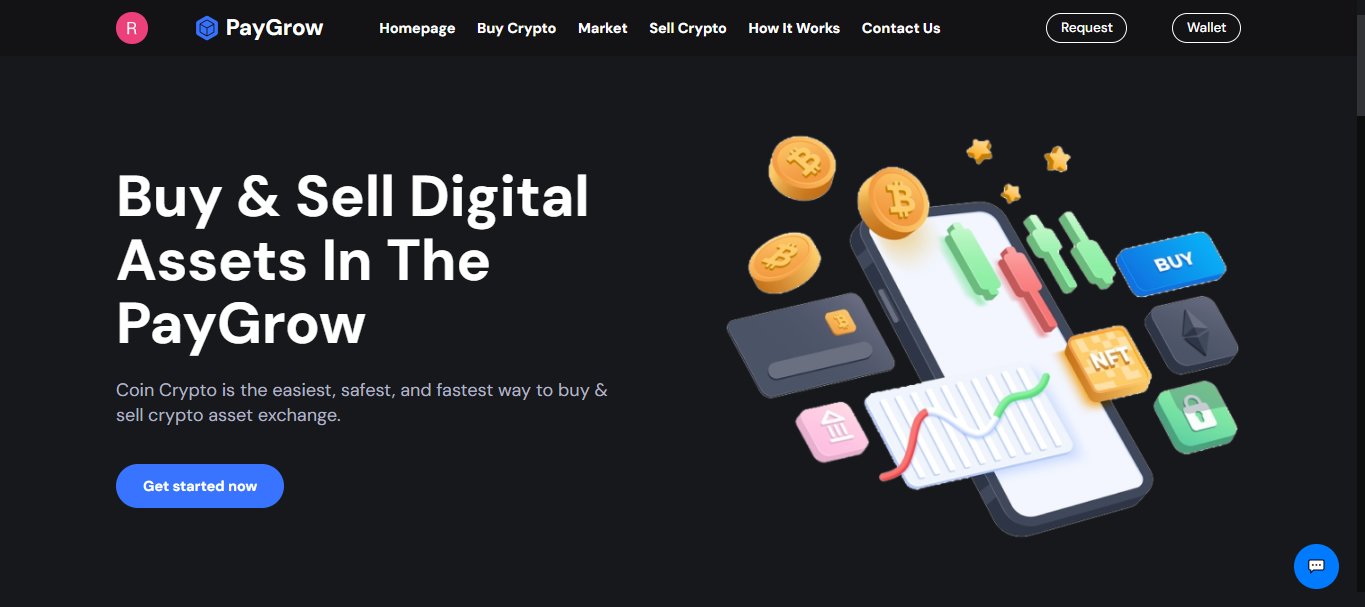 R
PayGrow
Homepage
Buy Crypto
Market
Sell Crypto
How It Works
Contact Us
Request
Wallet
Buy & Sell Digital
Assets In The
PayGrow
Coin Crypto is the easiest, safest, and fastest way to buy &
sell crypto asset exchange.
Get started now
BUY
NFT